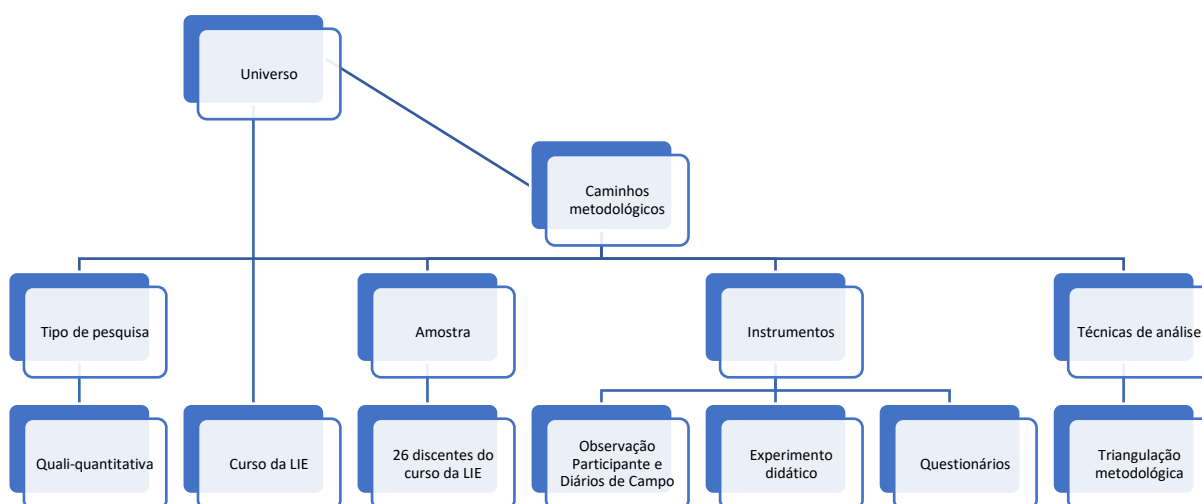 Universo
Caminhos
metodológicos
Tipo de pesquisa
Amostra
Instrumentos
Técnicas de análise
Quali-quantitativa
Curso da LIE
26 discentes do
curso da LIE
Observação
Participante e
Diários de Campo
Experimento
didático
Questionários
Triangulação
metodológica